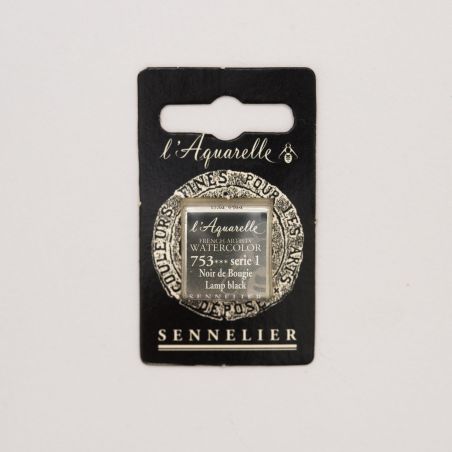 l'Aquarelle
COULEURS FINES POUR LES ARTS
DÉPOSÉ
l'Aquarelle
FRENCH ARTISTS'
WATERCOLOR
753*** serie 1
Noir de Bougie
Lamp black
SENNELIER
SENNELIER